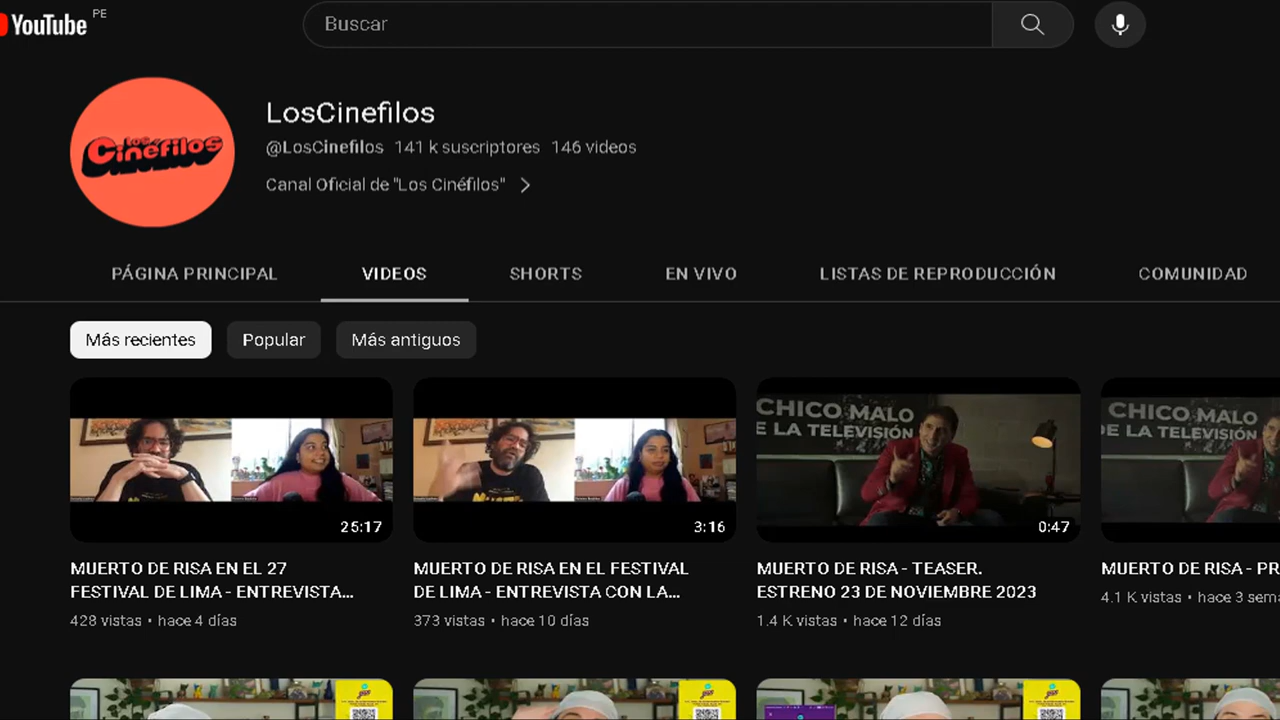 YouTube PE
Buscar
LosCinefilos
Los Cinéfilos
@LosCinefilos 141 k suscriptores 146 videos
Canal Oficial de "Los Cinéfilos"
PÁGINA PRINCIPAL VIDEOS SHORTS EN VIVO LISTAS DE REPRODUCCIÓN COMUNIDAD
Más recientes Popular Más antiguos
CHICO MALO
DE LA TELEVISIÓN
CHICO MALO
DE LA TELEVISIÓN
25:17
3:16
0:47
MUERTO DE RISA EN EL 27
FESTIVAL DE LIMA - ENTREVISTA...
428 vistas • hace 4 días
MUERTO DE RISA EN EL FESTIVAL
DE LIMA - ENTREVISTA CON LA...
373 vistas • hace 10 días
MUERTO DE RISA - TEASER.
ESTRENO 23 DE NOVIEMBRE 2023
1.4 K vistas • hace 12 días
MUERTO DE RISA - PR
4.1 K vistas • hace 3 sem